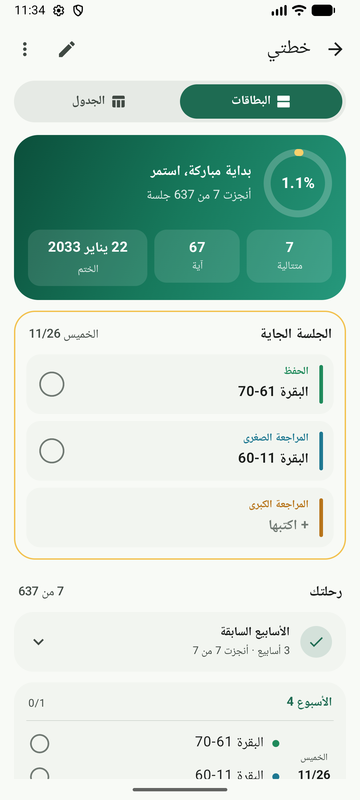 11:34
خطتي
البطاقات
الجدول
بداية مباركة، استمر
أنجزت 7 من 637 جلسة
1.1%
7
متتالية
67
آية
22 يناير 2033
الختم
الجلسة الجاية
الخميس 11/26
الحفظ
البقرة 61-70
المراجعة الصغرى
البقرة 11-60
المراجعة الكبرى
+ اكتبها
رحلتك
7 من 637
الأسابيع السابقة
3 أسابيع · أنجزت 7 من 7
الأسبوع 4
0/1
الخميس
11/26
البقرة 61-70
البقرة 11-60